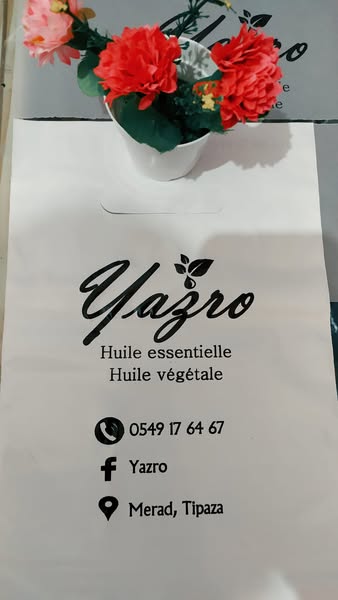 Yazro
Huile essentielle
Huile végétale
0549 17 64 67
Yazro
Merad, Tipaza